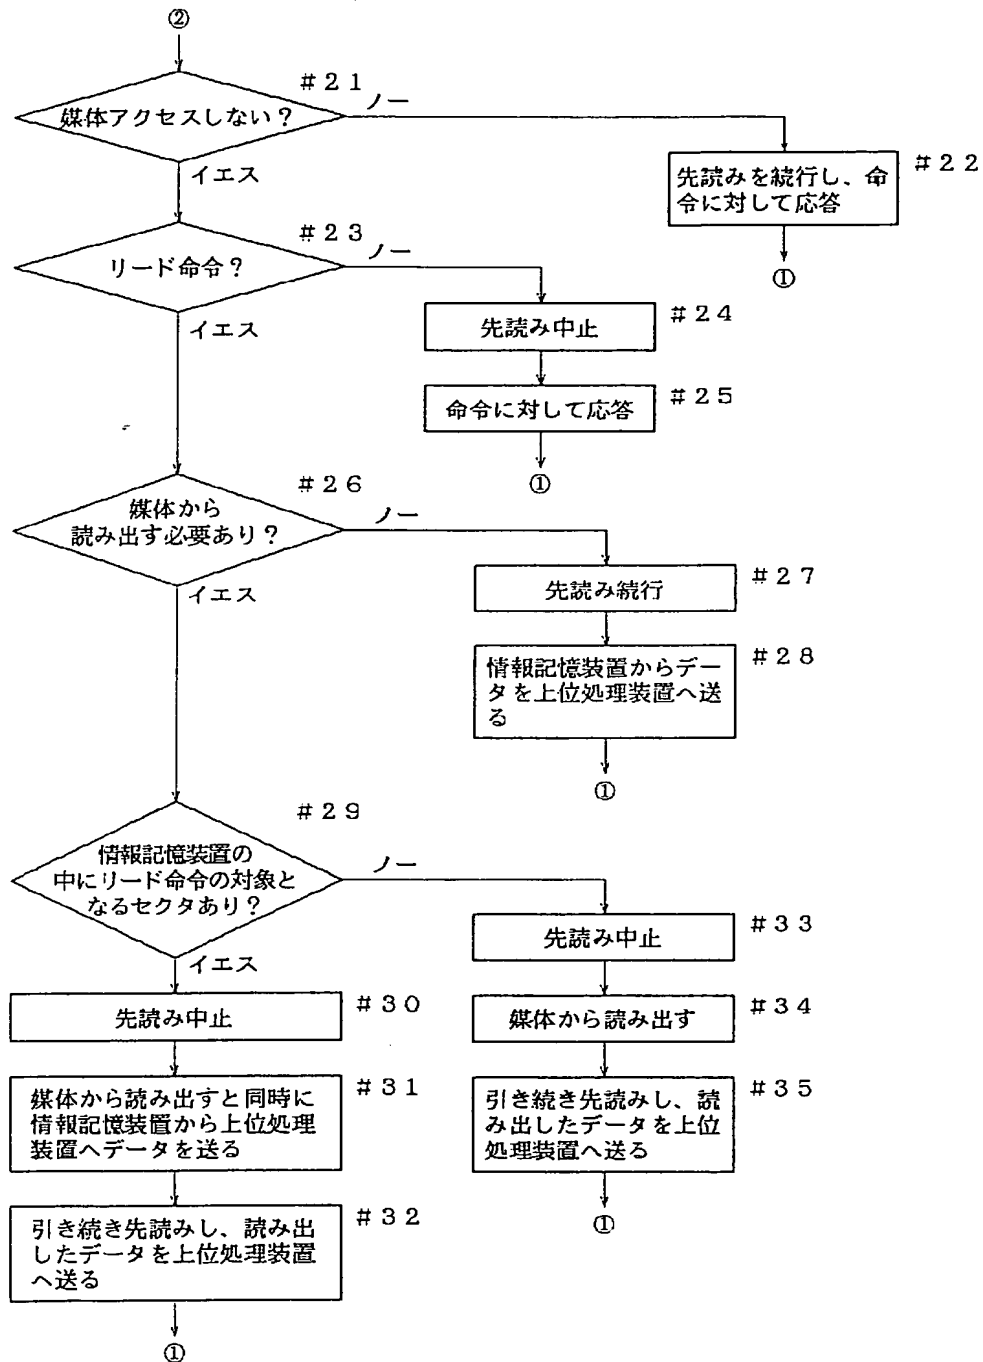 ②
#21
媒体アクセスしない？
ノー
イエス
#22
先読みを続行し、命
令に対して応答
①
#23
リード命令？
ノー
イエス
#24
先読み中止
#25
命令に対して応答
①
#26
媒体から
読み出す必要あり？
ノー
イエス
#27
先読み続行
#28
情報記憶装置からデー
タを上位処理装置へ送
る
①
#29
情報記憶装置の
中にリード命令の対象と
なるセクタあり？
ノー
イエス
#30
先読み中止
#31
媒体から読み出すと同時に
情報記憶装置から上位処理
装置へデータを送る
#32
引き続き先読みし、読み出
したデータを上位処理装置
へ送る
①
#33
先読み中止
#34
媒体から読み出す
#35
引き続き先読みし、読
み出したデータを上位
処理装置へ送る
①